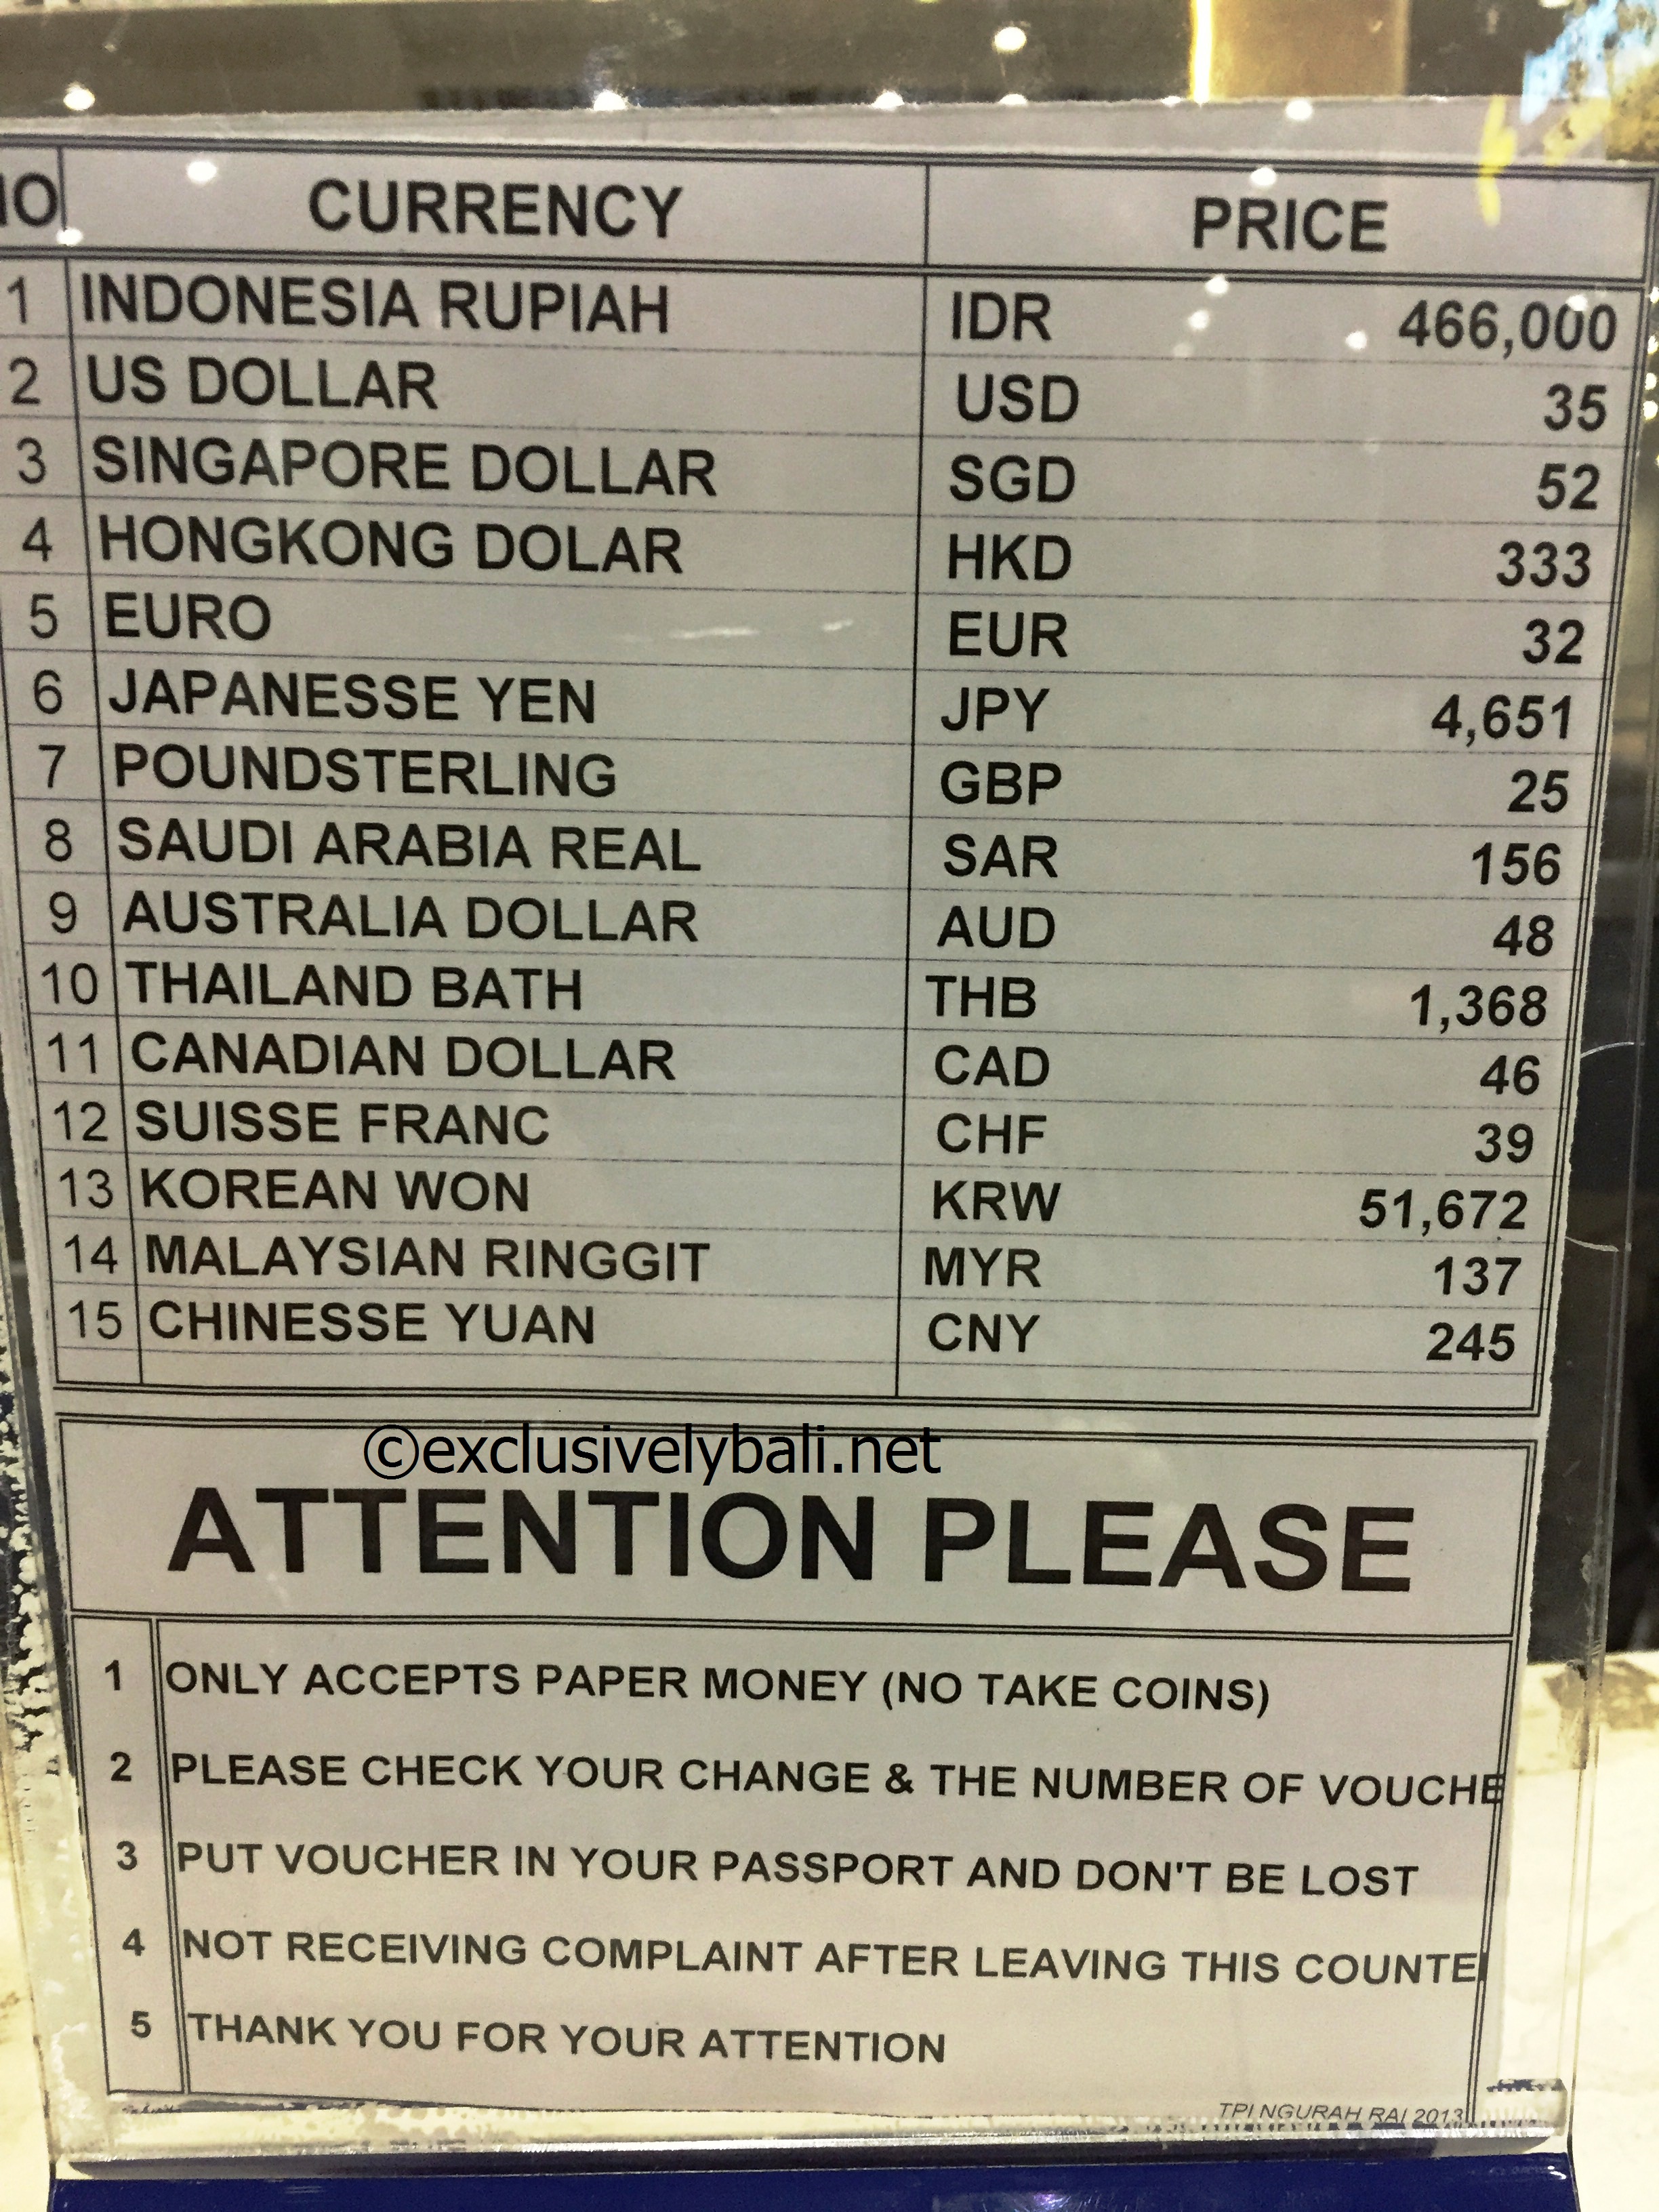 NO CURRENCY PRICE
1 INDONESIA RUPIAH IDR 466,000
2 US DOLLAR USD 35
3 SINGAPORE DOLLAR SGD 52
4 HONGKONG DOLAR HKD 333
5 EURO EUR 32
6 JAPANESSE YEN JPY 4,651
7 POUNDSTERLING GBP 25
8 SAUDI ARABIA REAL SAR 156
9 AUSTRALIA DOLLAR AUD 48
10 THAILAND BATH THB 1,368
11 CANADIAN DOLLAR CAD 46
12 SUISSE FRANC CHF 39
13 KOREAN WON KRW 51,672
14 MALAYSIAN RINGGIT MYR 137
15 CHINESSE YUAN CNY 245
©exclusivelybali.net
ATTENTION PLEASE
1 ONLY ACCEPTS PAPER MONEY (NO TAKE COINS)
2 PLEASE CHECK YOUR CHANGE & THE NUMBER OF VOUCHE
3 PUT VOUCHER IN YOUR PASSPORT AND DON'T BE LOST
4 NOT RECEIVING COMPLAINT AFTER LEAVING THIS COUNTE
5 THANK YOU FOR YOUR ATTENTION
TPI NGURAH RAI 2013